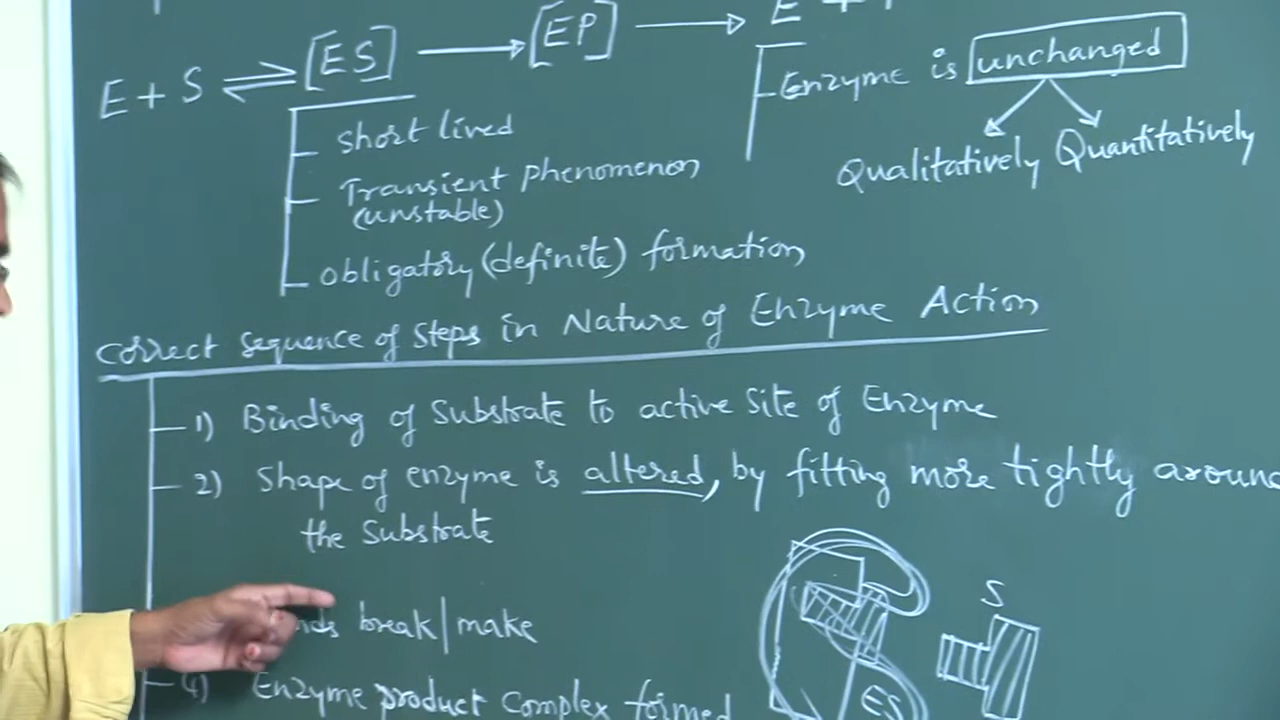 E + S ⇌ [ES] ⟶ [EP] ⟶ E +
short lived
Transient phenomenon
(unstable)
obligatory (definite) formation
Enzyme is unchanged
Qualitatively Quantitatively
Correct Sequence of Steps in Nature of Enzyme Action
1) Binding of Substrate to active Site of Enzyme
2) Shape of enzyme is altered, by fitting more tightly around
the Substrate
break/make
4) Enzyme product Complex formed
S
ES